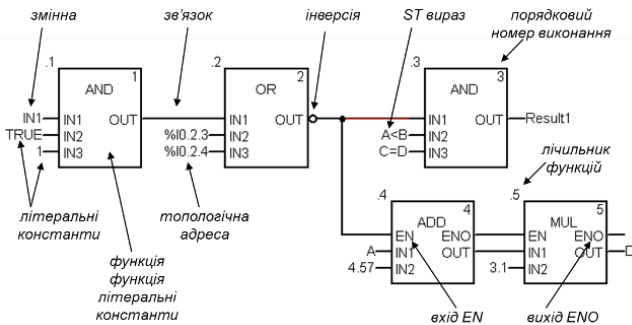 змінна
зв'язок
інверсія
ST вираз
порядковий
номер виконання
.1
1
AND
IN1
IN1
OUT
TRUE
IN2
1
IN3
.2
2
OR
IN1
OUT
%I0.2.3
IN2
%I0.2.4
IN3
.3
3
AND
IN1
OUT
Result1
A<B
IN2
C=D
IN3
літеральні
константи
топологічна
адреса
функція
функція
літеральні
константи
лічильник
функцій
.4
4
ADD
EN
ENO
A
IN1
OUT
4.57
IN2
.5
5
MUL
EN
ENO
IN1
OUT
D
3.1
IN2
вхід EN
вихід ENO